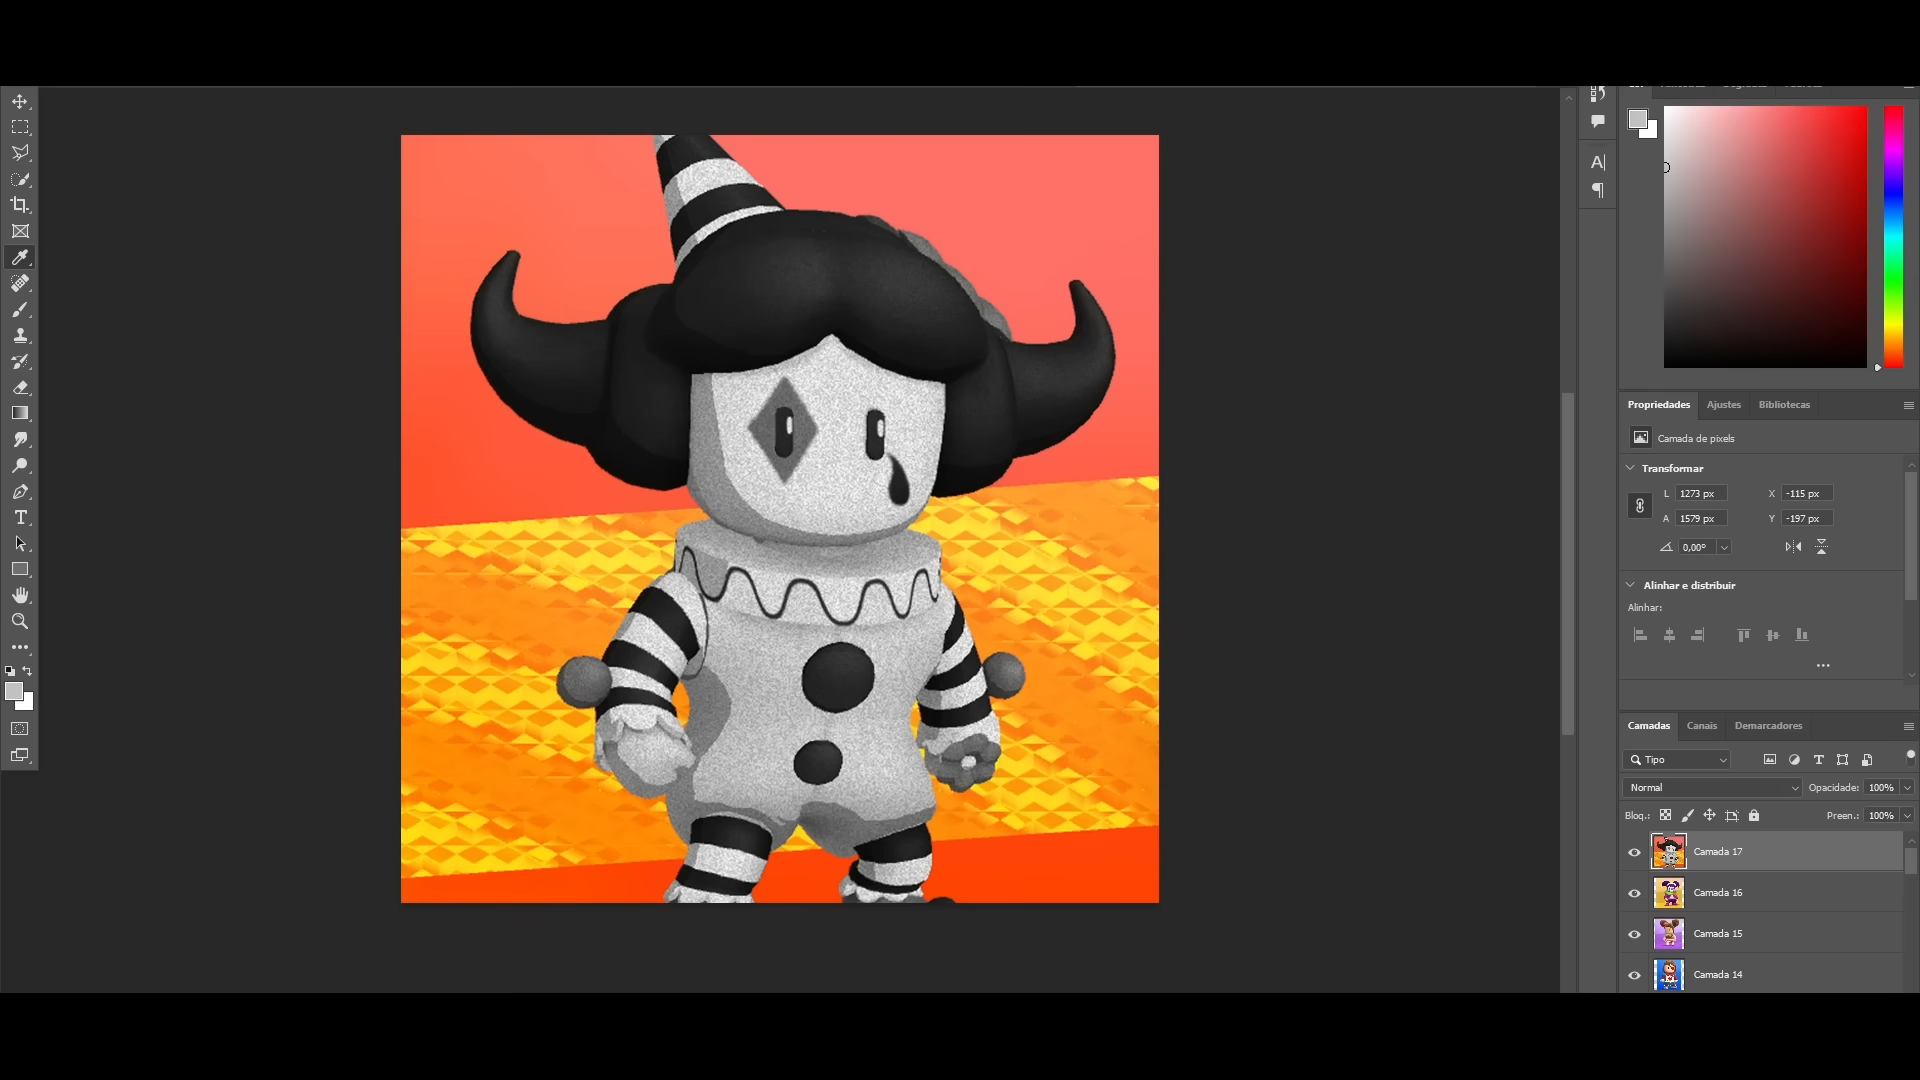 Propriedades Ajustes Bibliotecas
Camada de pixels
Transformar
L 1273 px X -115 px
A 1579 px Y -197 px
0,00°
Alinhar e distribuir
Alinhar:
Camadas Canais Demarcadores
Tipo
Normal Opacidade: 100%
Bloq.: Preen.: 100%
Camada 17
Camada 16
Camada 15
Camada 14